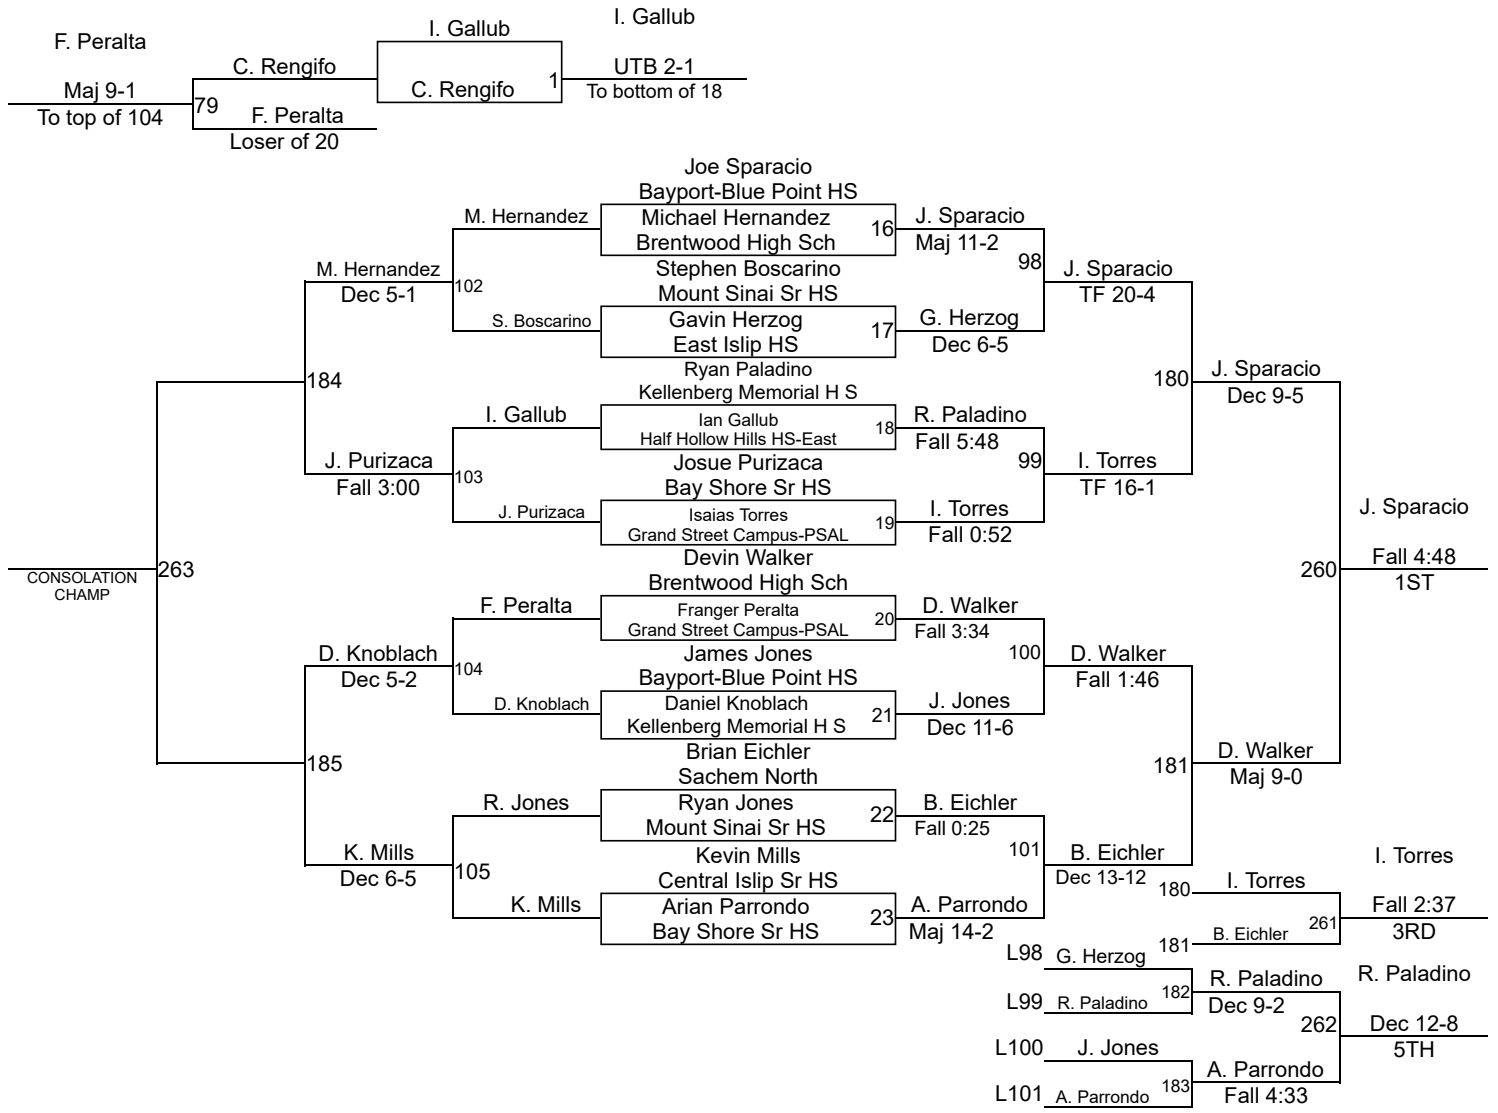 I. Gallub
I. Gallub
F. Peralta
C. Rengifo
UTB 2-1
Maj 9-1
C. Rengifo
1
To bottom of 18
79
To top of 104
F. Peralta
Loser of 20
Joe Sparacio
Bayport-Blue Point HS
M. Hernandez
Michael Hernandez
16
J. Sparacio
Brentwood High Sch
Maj 11-2
M. Hernandez
Stephen Boscarino
98
J. Sparacio
Dec 5-1
102
Mount Sinai Sr HS
TF 20-4
S. Boscarino
Gavin Herzog
17
G. Herzog
East Islip HS
Dec 6-5
184
Ryan Paladino
180
J. Sparacio
Kellenberg Memorial H S
Dec 9-5
I. Gallub
Ian Gallub
18
R. Paladino
Half Hollow Hills HS-East
Fall 5:48
J. Purizaca
Josue Purizaca
99
I. Torres
Fall 3:00
103
Bay Shore Sr HS
TF 16-1
J. Purizaca
Isaias Torres
19
I. Torres
J. Sparacio
Grand Street Campus-PSAL
Fall 0:52
Devin Walker
Fall 4:48
263
Brentwood High Sch
260
1ST
CONSOLATION
CHAMP
F. Peralta
Franger Peralta
20
D. Walker
Grand Street Campus-PSAL
Fall 3:34
D. Knoblach
James Jones
100
D. Walker
Dec 5-2
104
Bayport-Blue Point HS
Fall 1:46
D. Knoblach
Daniel Knoblach
21
J. Jones
Kellenberg Memorial H S
Dec 11-6
185
Brian Eichler
181
D. Walker
Sachem North
Maj 9-0
R. Jones
Ryan Jones
22
B. Eichler
Mount Sinai Sr HS
Fall 0:25
K. Mills
Kevin Mills
101
B. Eichler
I. Torres
Dec 6-5
105
Central Islip Sr HS
Dec 13-12
180
I. Torres
K. Mills
Arian Parrondo
23
A. Parrondo
Fall 2:37
Bay Shore Sr HS
Maj 14-2
181
B. Eichler
261
3RD
L98
G. Herzog
R. Paladino
R. Paladino
L99
R. Paladino
182
Dec 9-2
262
Dec 12-8
L100
J. Jones
5TH
A. Parrondo
L101
A. Parrondo
183
Fall 4:33